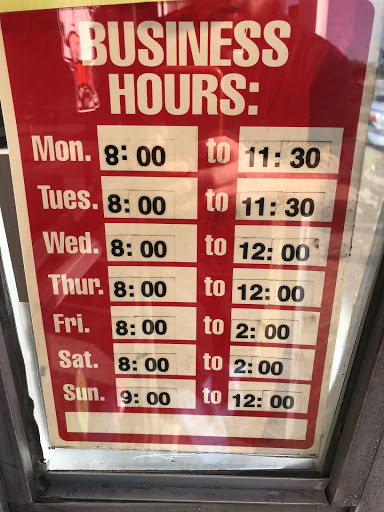 BUSINESS
HOURS:
Mon. 8:00 to 11:30
Tues. 8:00 to 11:30
Wed. 8:00 to 12:00
Thur. 8:00 to 12:00
Fri. 8:00 to 2:00
Sat. 8:00 to 2:00
Sun. 9:00 to 12:00